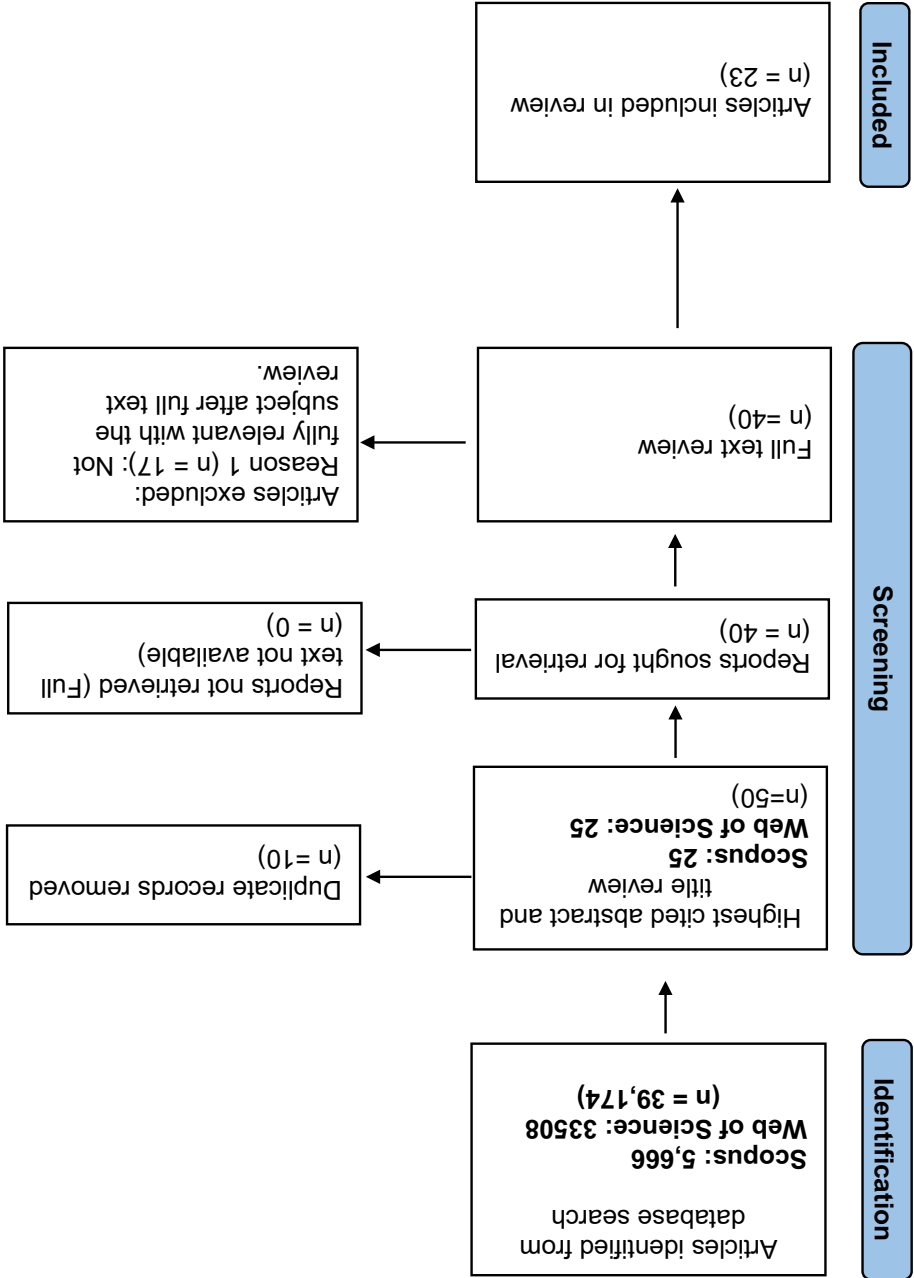 Identification
Articles identified from
database search
Scopus: 5,666
Web of Science: 33508
(n = 39,174)
Screening
Highest cited abstract and
title review
Scopus: 25
Web of Science: 25
(n=50)
Duplicate records removed
(n =10)
Reports sought for retrieval
(n = 40)
Reports not retrieved (Full
text not available)
(n = 0)
Full text review
(n =40)
Articles excluded:
Reason 1 (n = 17): Not
fully relevant with the
subject after full text
review.
Included
Articles included in review
(n = 23)